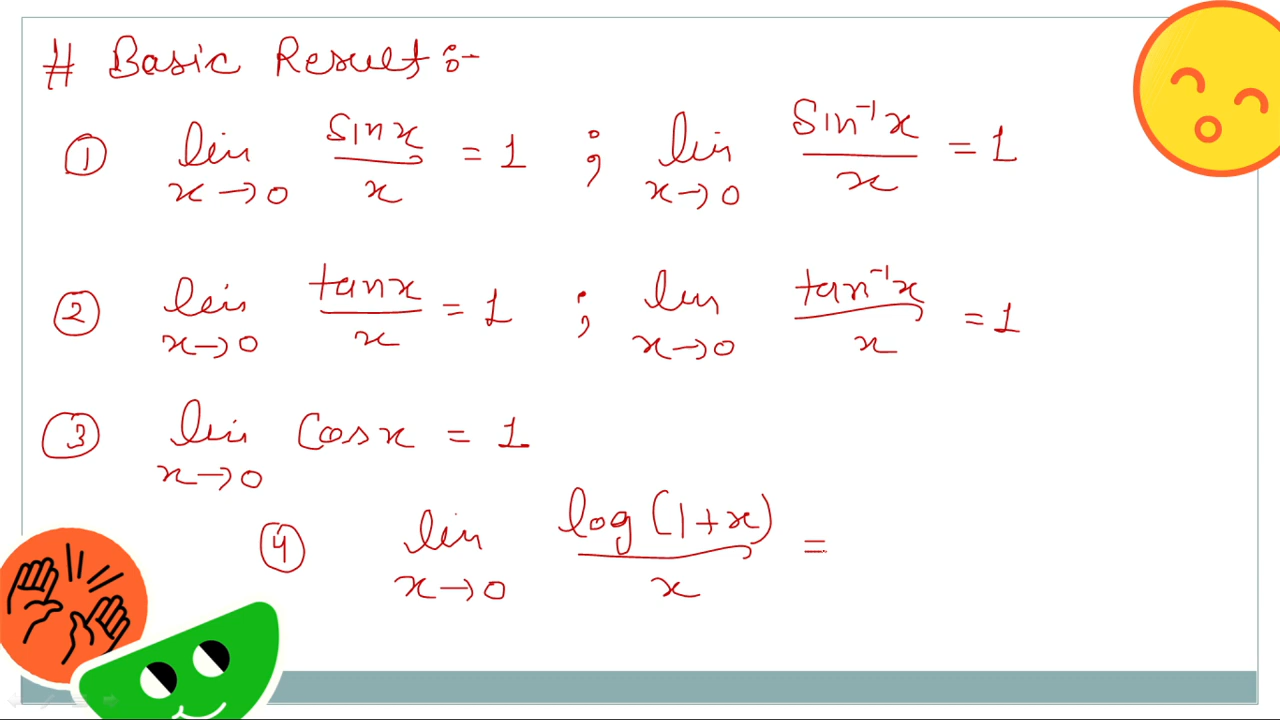 # Basic Result :-
① lim x→0 sinx/x = 1 ; lim x→0 sin⁻¹x/x = 1
② lim x→0 tanx/x = 1 ; lim x→0 tan⁻¹x/x = 1
③ lim x→0 Cosx = 1
④ lim x→0 log(1+x)/x =